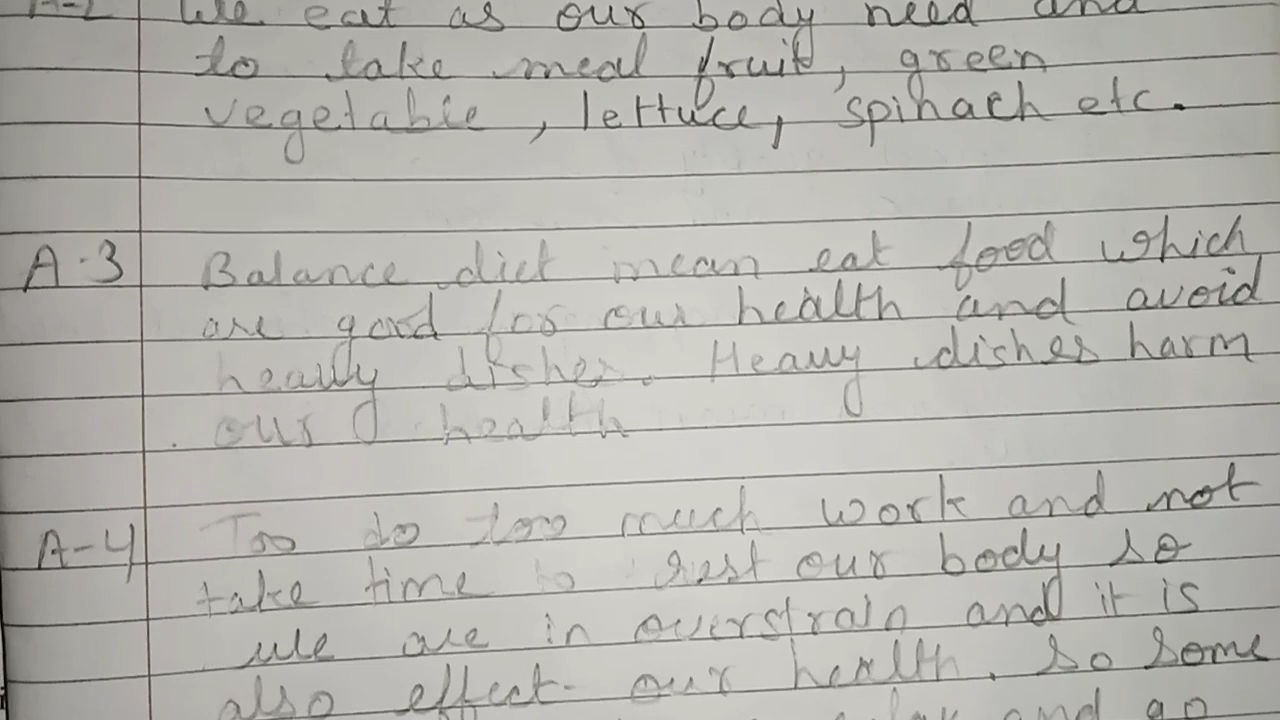 A-2 We eat as our body need and
to take meal fruit, green
vegetable, lettuce, spinach etc.
A-3 Balance diet mean eat food which
are good for our health and avoid
heavy dishes. Heavy dishes harm
our health
A-4 Too do too much work and not
take time to rest our body so
we are in overstrain and it is
also effect our health. So some
and go